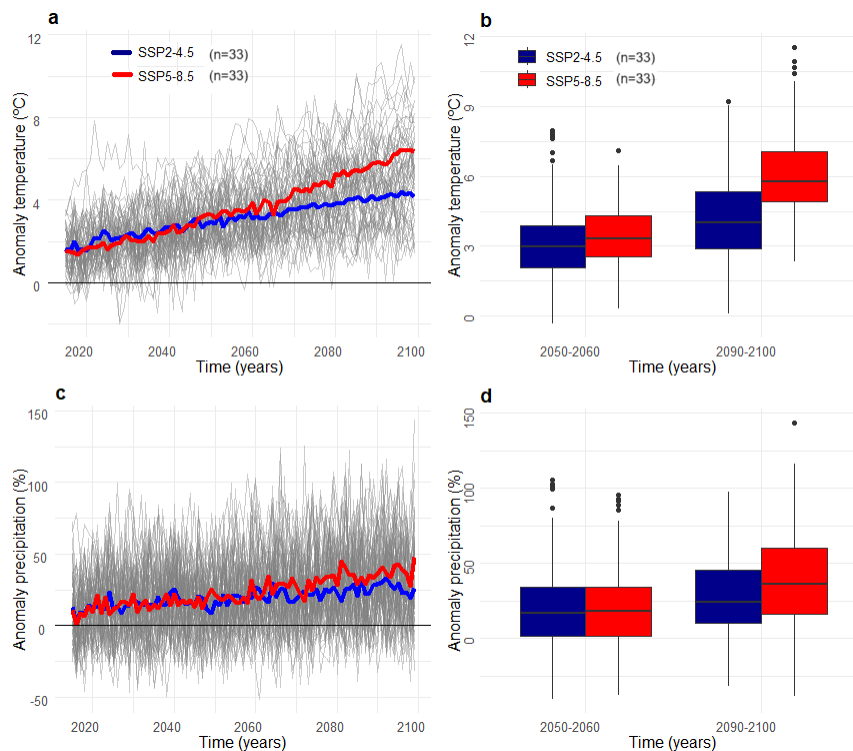 a
Anomaly temperature (ºC)
12
8
4
0
SSP2-4.5 (n=33)
SSP5-8.5 (n=33)
2020 2040 2060 2080 2100
Time (years)
b
Anomaly temperature (ºC)
12
9
6
3
0
SSP2-4.5 (n=33)
SSP5-8.5 (n=33)
2050-2060 2090-2100
Time (years)
c
Anomaly precipitation (%)
150
100
50
0
-50
2020 2040 2060 2080 2100
Time (years)
d
Anomaly precipitation (%)
150
100
50
0
2050-2060 2090-2100
Time (years)